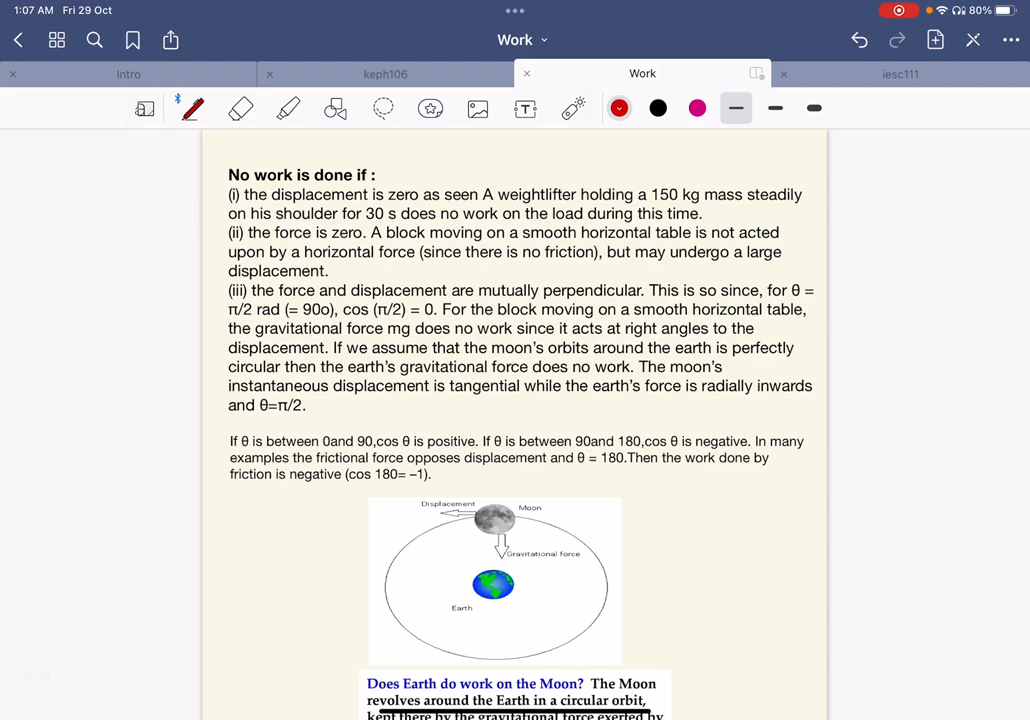 1:07 AM Fri 29 Oct
80%
Work
Intro
keph106
Work
iesc111
No work is done if :
(i) the displacement is zero as seen A weightlifter holding a 150 kg mass steadily
on his shoulder for 30 s does no work on the load during this time.
(ii) the force is zero. A block moving on a smooth horizontal table is not acted
upon by a horizontal force (since there is no friction), but may undergo a large
displacement.
(iii) the force and displacement are mutually perpendicular. This is so since, for θ =
π/2 rad (= 90o), cos (π/2) = 0. For the block moving on a smooth horizontal table,
the gravitational force mg does no work since it acts at right angles to the
displacement. If we assume that the moon's orbits around the earth is perfectly
circular then the earth's gravitational force does no work. The moon's
instantaneous displacement is tangential while the earth's force is radially inwards
and θ=π/2.
If θ is between 0and 90,cos θ is positive. If θ is between 90and 180,cos θ is negative. In many
examples the frictional force opposes displacement and θ = 180.Then the work done by
friction is negative (cos 180= –1).
Displacement
Moon
Gravitational force
Earth
Does Earth do work on the Moon? The Moon
revolves around the Earth in a circular orbit,
kept there by the gravitational force exerted by